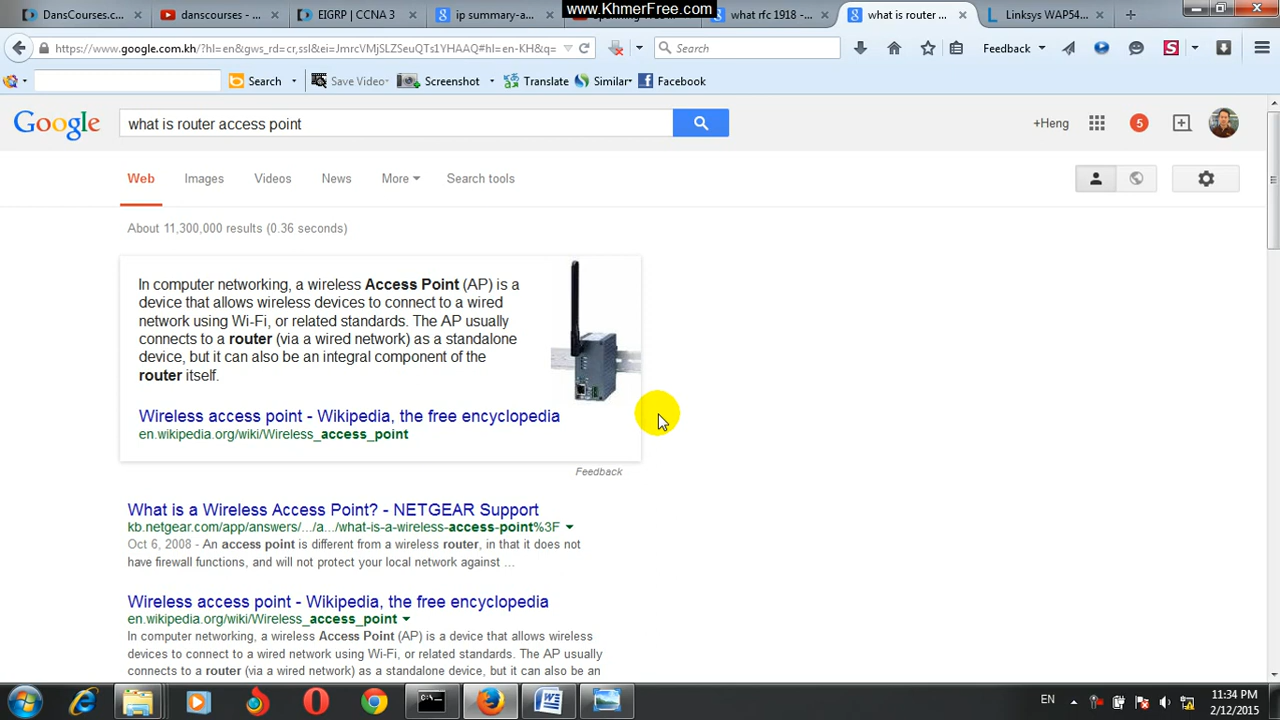 www.KhmerFree.com
DansCourses.c...
danscourses - ...
EIGRP | CCNA 3
ip summary-a...
what rfc 1918 -...
what is router ...
Linksys WAP54...
https://www.google.com.kh/?hl=en&gws_rd=cr,ssl&ei=JmrcVMjSLZSeuQTs1YHAAQ#hl=en-KH&q=
Search
Feedback
Search
Save Video
Screenshot
Translate
Similar
Facebook
Google
what is router access point
+Heng
5
Web
Images
Videos
News
More
Search tools
About 11,300,000 results (0.36 seconds)
In computer networking, a wireless Access Point (AP) is a
device that allows wireless devices to connect to a wired
network using Wi-Fi, or related standards. The AP usually
connects to a router (via a wired network) as a standalone
device, but it can also be an integral component of the
router itself.
Wireless access point - Wikipedia, the free encyclopedia
en.wikipedia.org/wiki/Wireless_access_point
Feedback
What is a Wireless Access Point? - NETGEAR Support
kb.netgear.com/app/answers/.../a.../what-is-a-wireless-access-point%3F
Oct 6, 2008 - An access point is different from a wireless router, in that it does not
have firewall functions, and will not protect your local network against ...
Wireless access point - Wikipedia, the free encyclopedia
en.wikipedia.org/wiki/Wireless_access_point
In computer networking, a wireless Access Point (AP) is a device that allows wireless
devices to connect to a wired network using Wi-Fi, or related standards. The AP usually
connects to a router (via a wired network) as a standalone device, but it can also be an
EN
11:34 PM
2/12/2015